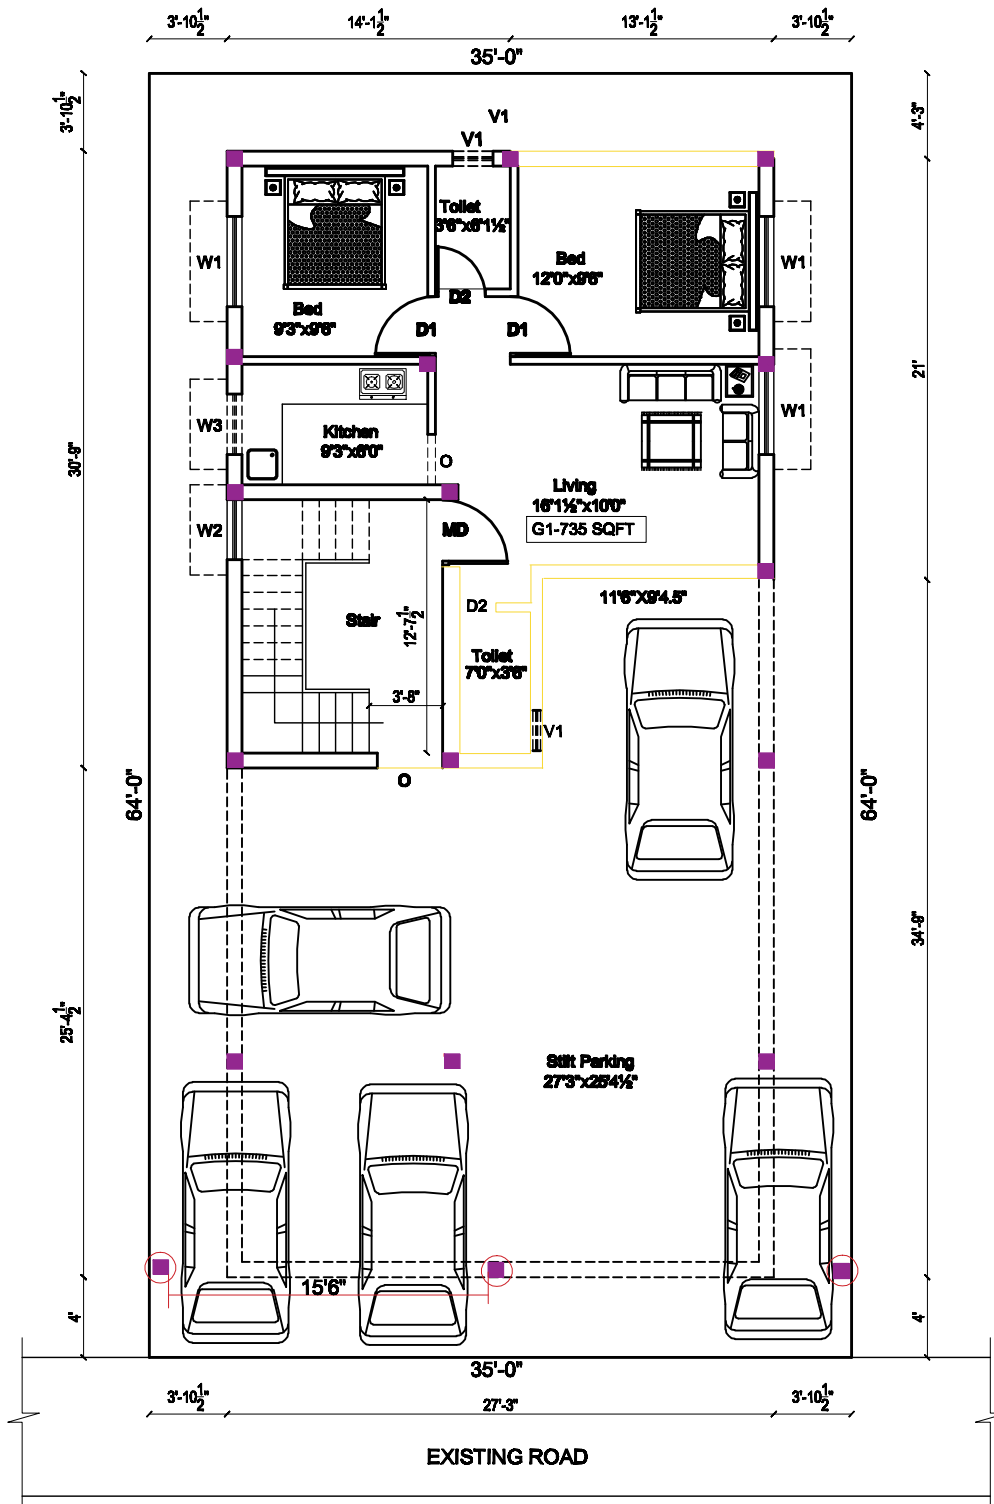 3'-10½" 14'-1½" 13'-1½" 3'-10½"
35'-0"
3'-10½"
4'-3"
V1
V1
Toilet
3'6"x6'1½"
W1
Bed
12'0"x9'6"
W1
D2
Bed
9'3"x9'6"
D1 D1
21'
W3
Kitchen
9'3"x6'0"
W1
O
30'-9"
Living
16'1½"x10'0"
W2
MD
G1-735 SQFT
11'6"X9'4.5"
D2
Stair
12'-7½"
Toilet
7'0"x3'6"
3'-8"
V1
O
64'-0"
64'-0"
34'-9"
25'-4½"
Stilt Parking
27'3"x25'4½"
15'6"
4'
4'
35'-0"
3'-10½" 27'-3" 3'-10½"
EXISTING ROAD